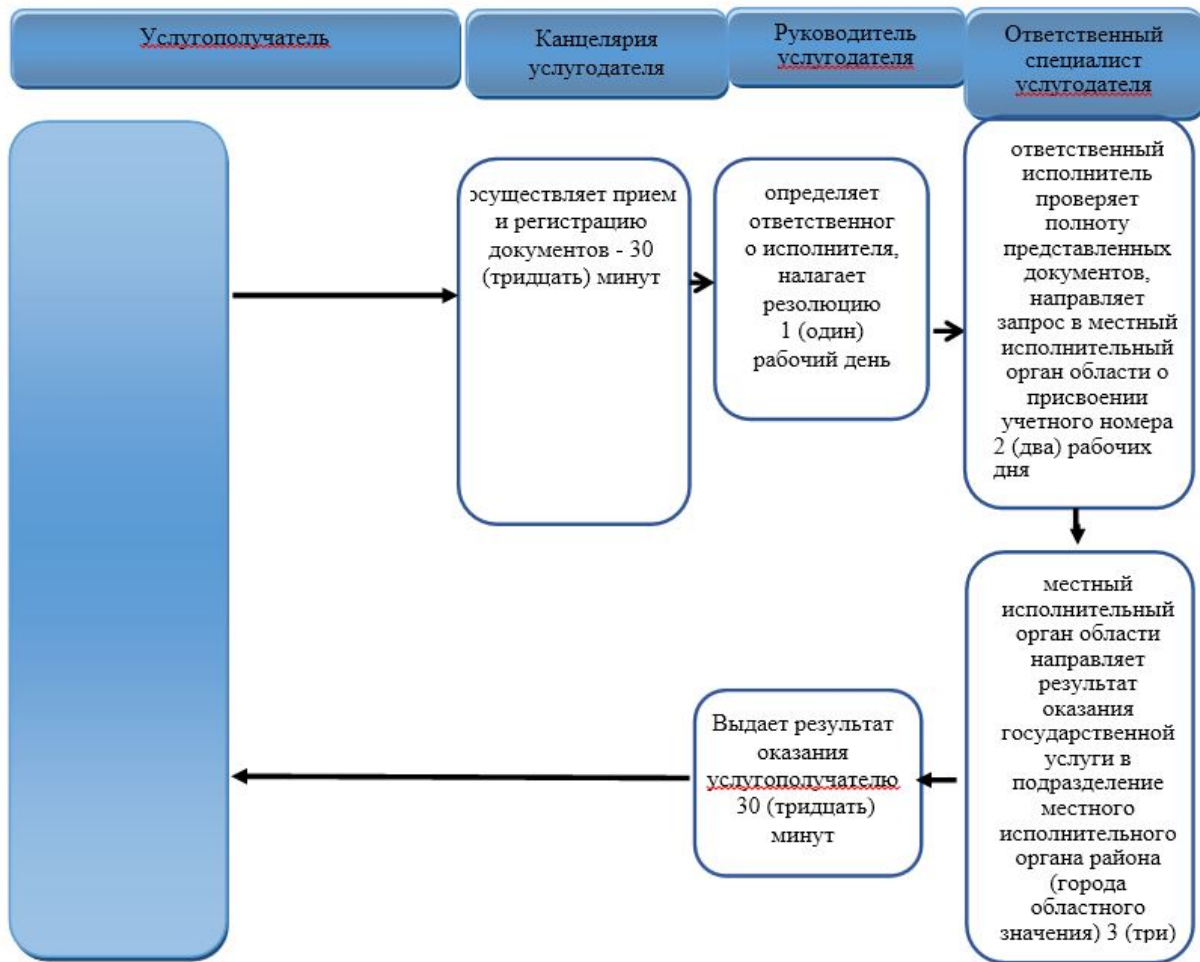 Услугополучатель
Канцелярия
услугодателя
Руководитель
услугодателя
Ответственный
специалист
услугодателя
осуществляет прием
и регистрацию
документов - 30
(тридцать) минут
определяет
ответственног
о исполнителя,
налагает
резолюцию
1 (один)
рабочий день
ответственный
исполнитель
проверяет
полноту
представленных
документов,
направляет
запрос в местный
исполнительный
орган области о
присвоении
учетного номера
2 (два) рабочих
дня
местный
исполнительный
орган области
направляет
результат
оказания
государственной
услуги в
подразделение
местного
исполнительного
органа района
(города
областного
значения) 3 (три)
Выдает результат
оказания
услугополучателю
30 (тридцать)
минут